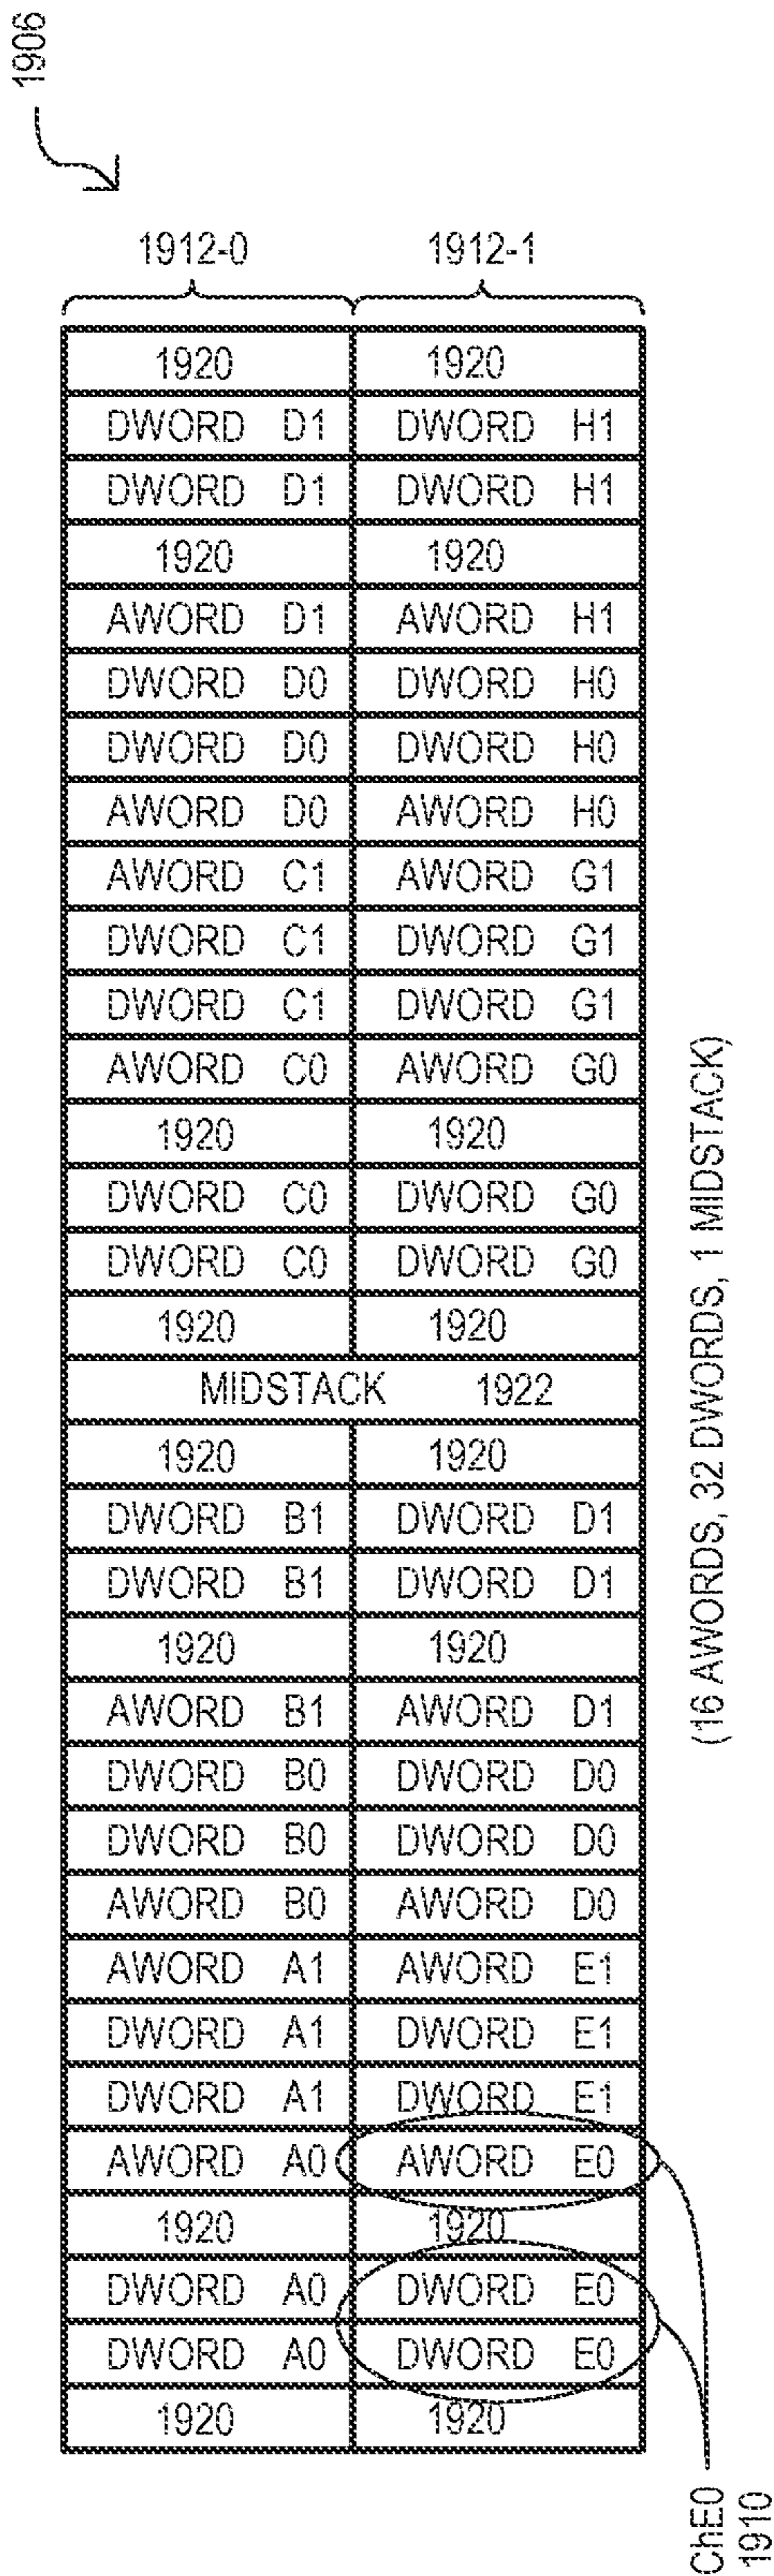 1906
1912-0 1912-1
1920 1920
DWORD D1 DWORD H1
DWORD D1 DWORD H1
1920 1920
AWORD D1 AWORD H1
DWORD D0 DWORD H0
DWORD D0 DWORD H0
AWORD D0 AWORD H0
AWORD C1 AWORD G1
DWORD C1 DWORD G1
DWORD C1 DWORD G1
AWORD C0 AWORD G0
1920 1920
DWORD C0 DWORD G0
DWORD C0 DWORD G0
1920 1920
MIDSTACK 1922
1920 1920
DWORD B1 DWORD D1
DWORD B1 DWORD D1
1920 1920
AWORD B1 AWORD D1
DWORD B0 DWORD D0
DWORD B0 DWORD D0
AWORD B0 AWORD D0
AWORD A1 AWORD E1
DWORD A1 DWORD E1
DWORD A1 DWORD E1
AWORD A0 AWORD E0
1920 1920
DWORD A0 DWORD E0
DWORD A0 DWORD E0
1920 1920
(16 AWORDS, 32 DWORDS, 1 MIDSTACK)
ChE0
1910